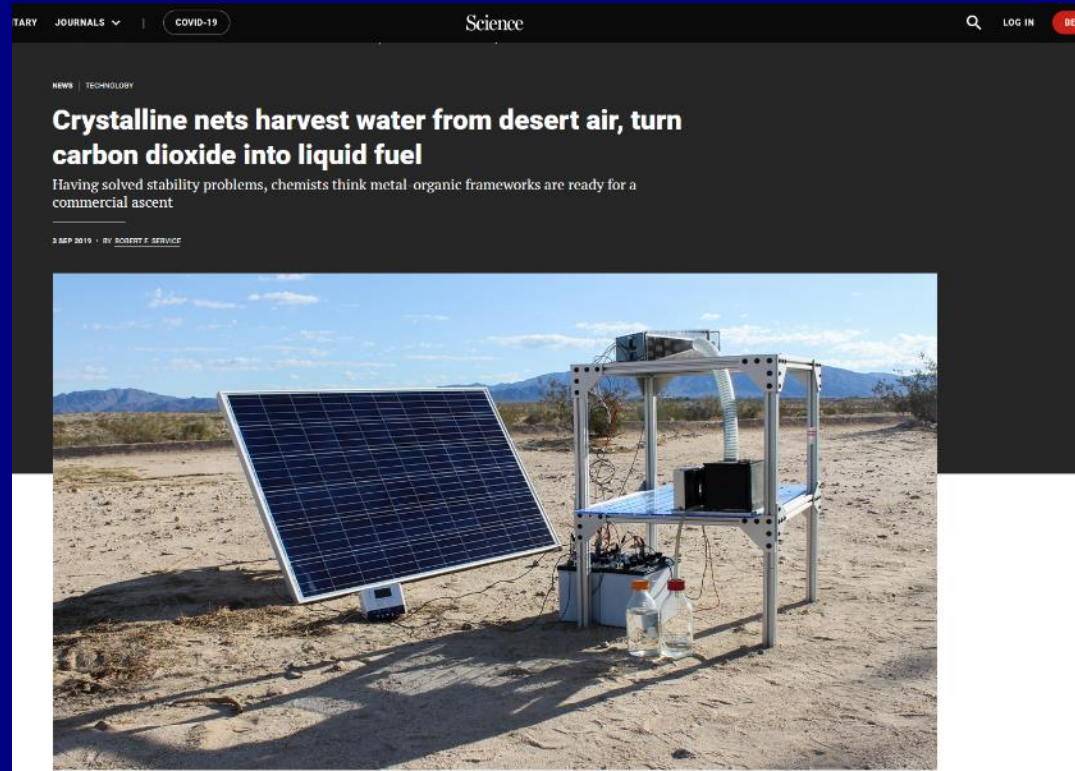 TARY JOURNALS | COVID-19 Science LOG IN BE
NEWS | TECHNOLOGY
Crystalline nets harvest water from desert air, turn
carbon dioxide into liquid fuel
Having solved stability problems, chemists think metal-organic frameworks are ready for a
commercial ascent
3 SEP 2019 • BY ROBERT F. SERVICE